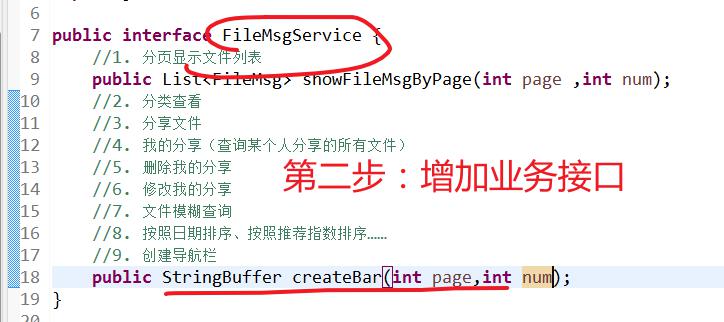 6
7 public interface FileMsgService {
8 //1. 分页显示文件列表
9 public List<FileMsg> showFileMsgByPage(int page ,int num);
10 //2. 分类查看
11 //3. 分享文件
12 //4. 我的分享（查询某个人分享的所有文件）
13 //5. 删除我的分享
14 //6. 修改我的分享
15 //7. 文件模糊查询
16 //8. 按照日期排序、按照推荐指数排序……
17 //9. 创建导航栏
18 public StringBuffer createBar(int page,int num);
19 }
第二步：增加业务接口